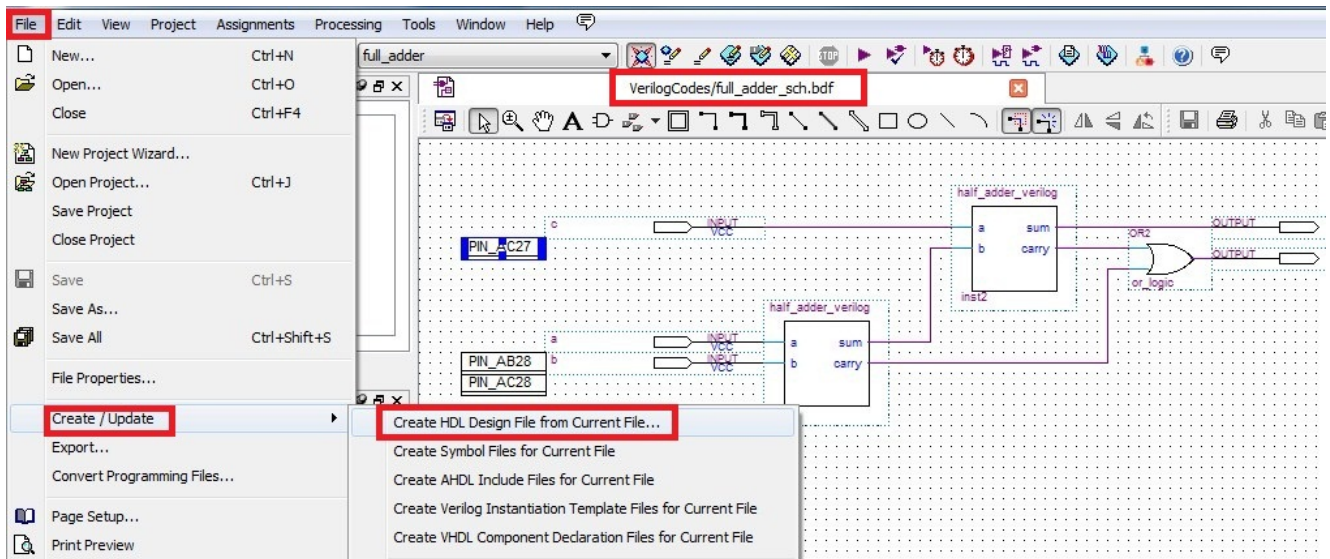 File Edit View Project Assignments Processing Tools Window Help
New... Ctrl+N
full_adder
STOP
Open... Ctrl+O
VerilogCodes/full_adder_sch.bdf
Close Ctrl+F4
A
New Project Wizard...
Open Project... Ctrl+J
Save Project
Close Project
Save Ctrl+S
Save As...
Save All Ctrl+Shift+S
File Properties...
Create / Update
Export...
Convert Programming Files...
Page Setup...
Print Preview
Create HDL Design File from Current File...
Create Symbol Files for Current File
Create AHDL Include Files for Current File
Create Verilog Instantiation Template Files for Current File
Create VHDL Component Declaration Files for Current File
half_adder_verilog
c
INPUT
VCC
a sum
b carry
inst2
PIN_AC27
OR2
or_logic
OUTPUT
OUTPUT
half_adder_verilog
a
INPUT
VCC
b
INPUT
VCC
a sum
b carry
PIN_AB28
PIN_AC28